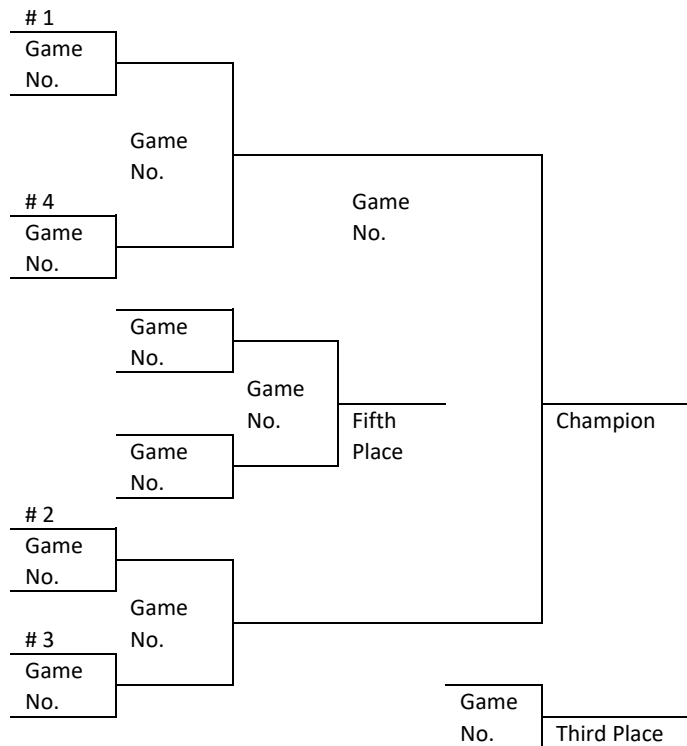 # 1
Game
No.
Game
No.
# 4
Game
No.
Game
No.
Game
No.
Game
No.
Fifth
Place
Champion
Game
No.
# 2
Game
No.
Game
No.
# 3
Game
No.
Game
No.
Third Place